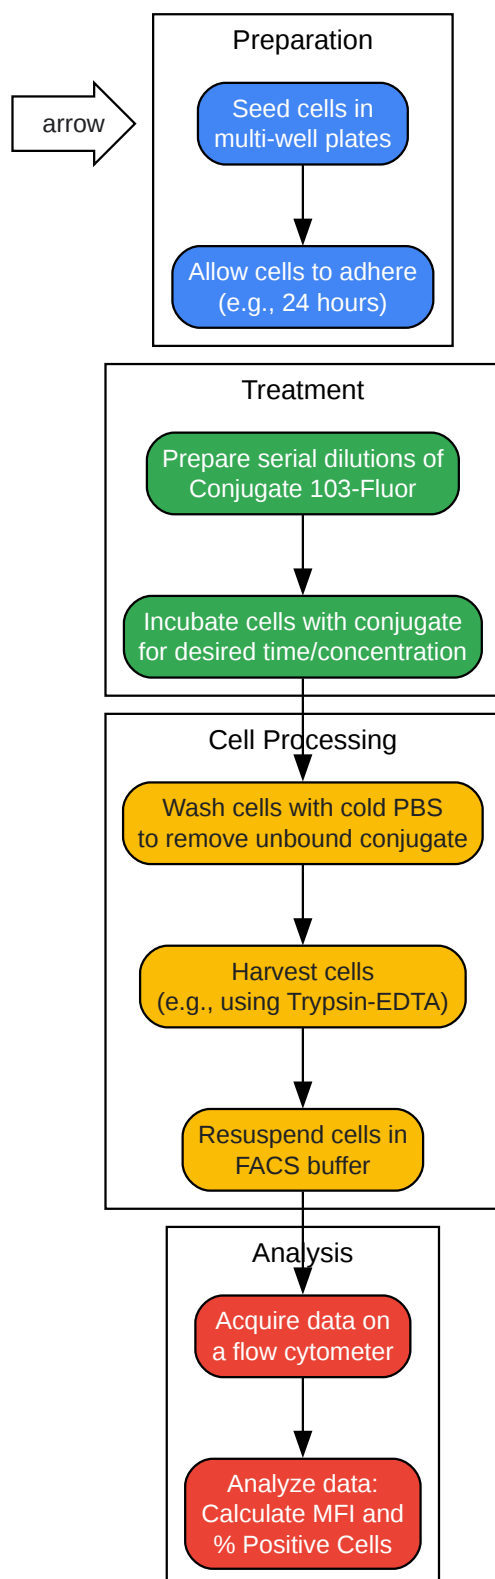 Preparation
arrow
Seed cells in
multi-well plates
Allow cells to adhere
(e.g., 24 hours)
Treatment
Prepare serial dilutions of
Conjugate 103-Fluor
Incubate cells with conjugate
for desired time/concentration
Cell Processing
Wash cells with cold PBS
to remove unbound conjugate
Harvest cells
(e.g., using Trypsin-EDTA)
Resuspend cells in
FACS buffer
Analysis
Acquire data on
a flow cytometer
Analyze data:
Calculate MFI and
% Positive Cells